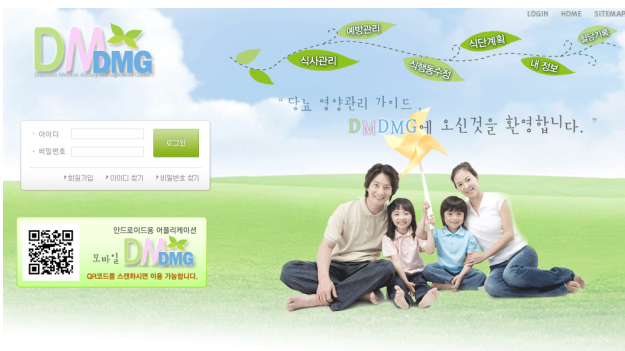 LOGIN HOME SITEMAP
DMDMG
Diabetes Mellitus
예방관리
식사관리
식행동수정
식단계획
내 정보
혈당기록
“ 당뇨 영양관리 가이드 ,
DMDMG에 오신것을 환영합니다. ”
아이디
비밀번호
로그인
회원가입 아이디 찾기 비밀번호 찾기
안드로이드용 어플리케이션
모바일 DMDMG
QR코드를 스캔하시면 이용 가능합니다.